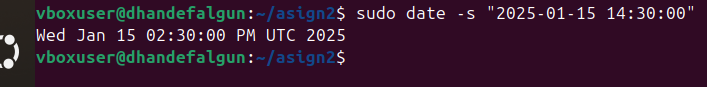 vboxuser@dhandefalgun:~/asign2$ sudo date -s "2025-01-15 14:30:00"
Wed Jan 15 02:30:00 PM UTC 2025
vboxuser@dhandefalgun:~/asign2$